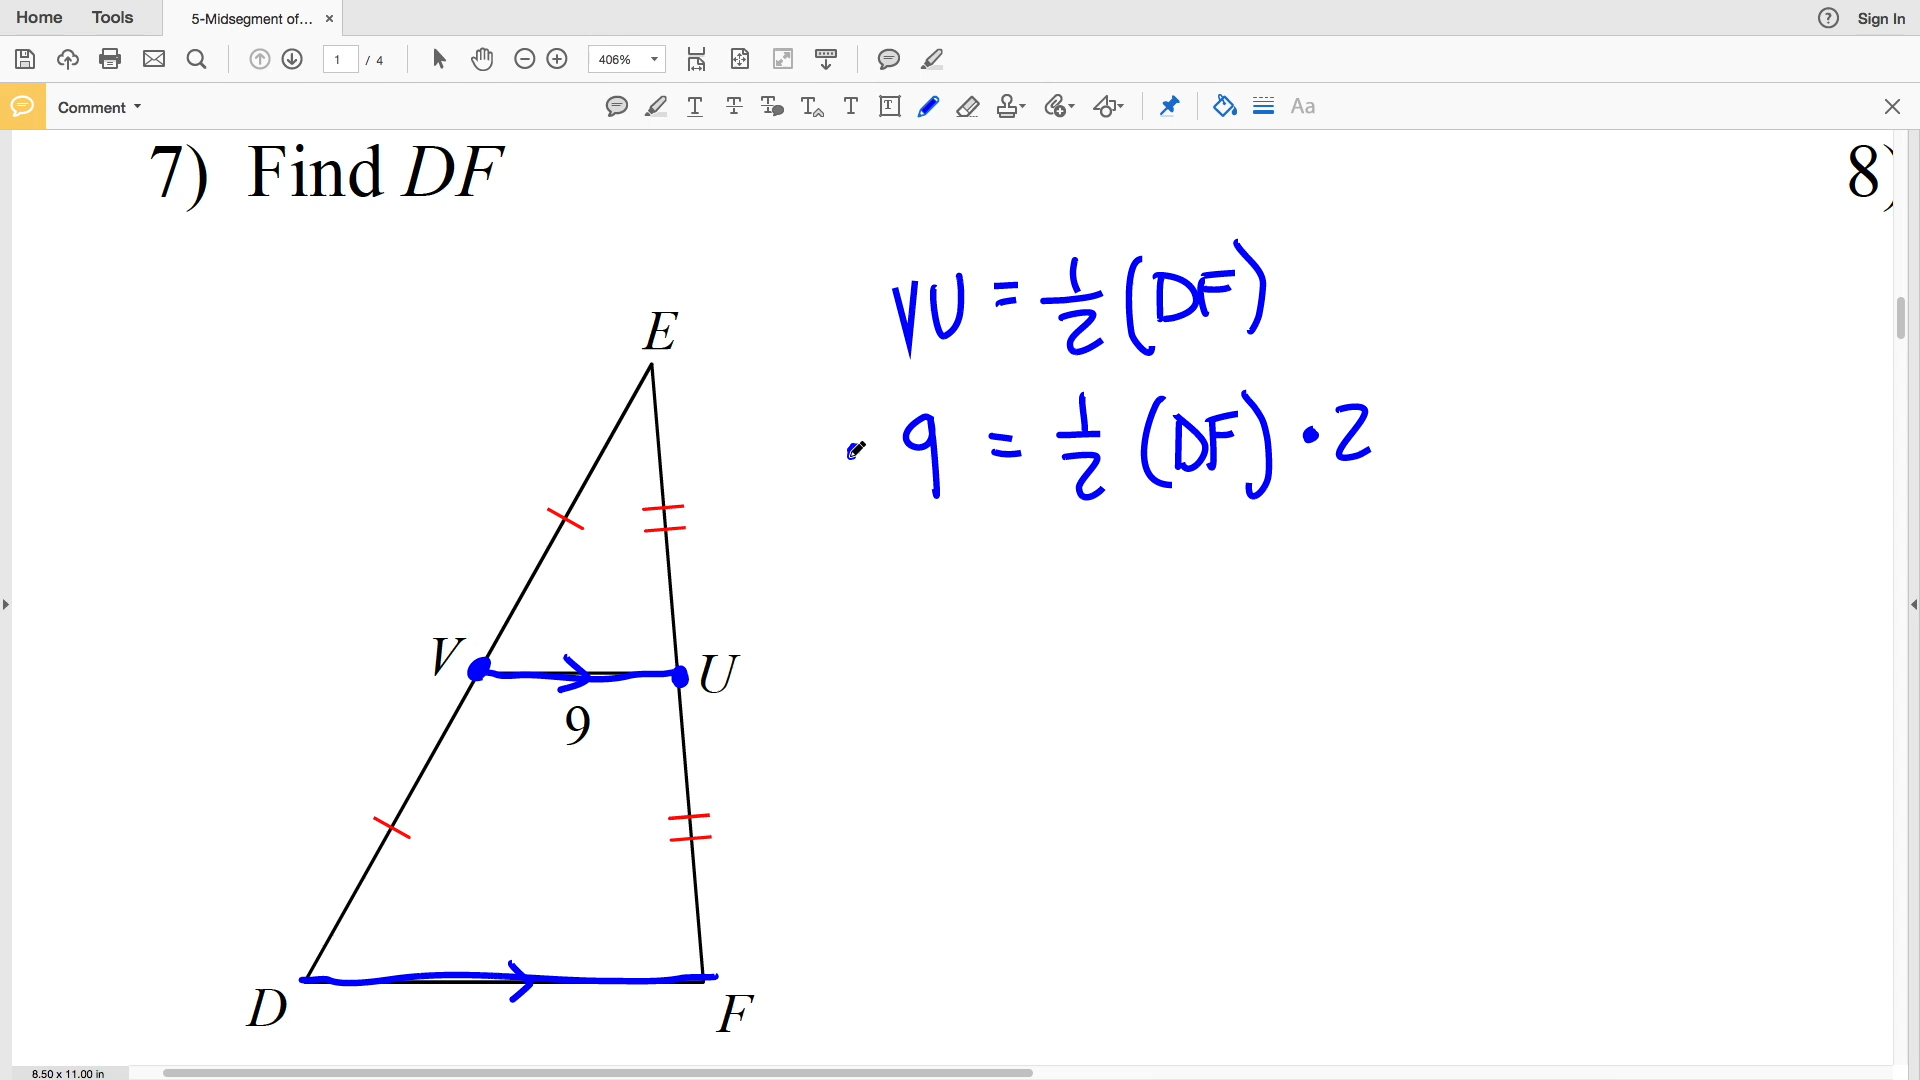 Home Tools 5-Midsegment of... × ? Sign In
1 / 4 406%
Comment Aa
7) Find DF
8)
VU = 1/2 (DF)
E
· 9 = 1/2 (DF) · 2
V U
9
D F
8.50 x 11.00 in